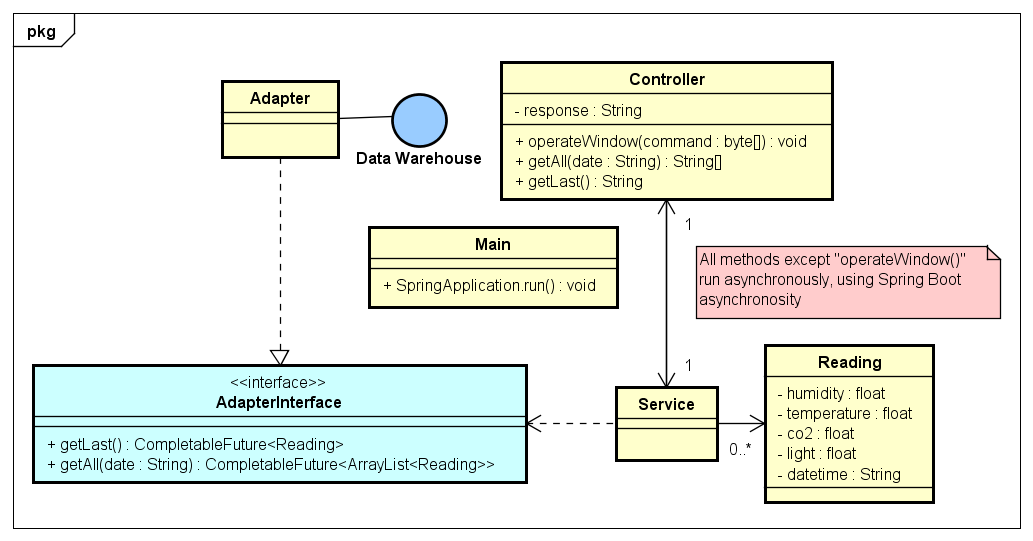 pkg
Adapter
Data Warehouse
Controller
- response : String
+ operateWindow(command : byte[]) : void
+ getAll(date : String) : String[]
+ getLast() : String
Main
+ SpringApplication.run() : void
1
All methods except "operateWindow()"
run asynchronously, using Spring Boot
asynchronosity
1
<<interface>>
AdapterInterface
+ getLast() : CompletableFuture<Reading>
+ getAll(date : String) : CompletableFuture<ArrayList<Reading>>
Service
0..*
Reading
- humidity : float
- temperature : float
- co2 : float
- light : float
- datetime : String